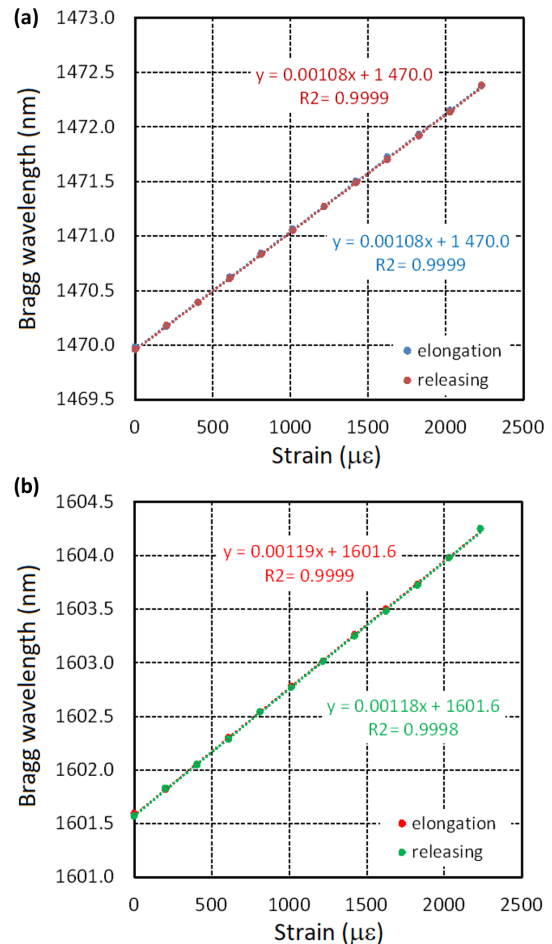 (a)
1473.0
1472.5
1472.0
1471.5
1471.0
1470.5
1470.0
1469.5
Bragg wavelength (nm)
y = 0.00108x + 1 470.0
R2= 0.9999
y = 0.00108x + 1 470.0
R2= 0.9999
elongation
releasing
0 500 1000 1500 2000 2500
Strain (με)
(b)
1604.5
1604.0
1603.5
1603.0
1602.5
1602.0
1601.5
1601.0
Bragg wavelength (nm)
y = 0.00119x + 1601.6
R2= 0.9999
y = 0.00118x + 1601.6
R2= 0.9998
elongation
releasing
0 500 1000 1500 2000 2500
Strain (με)